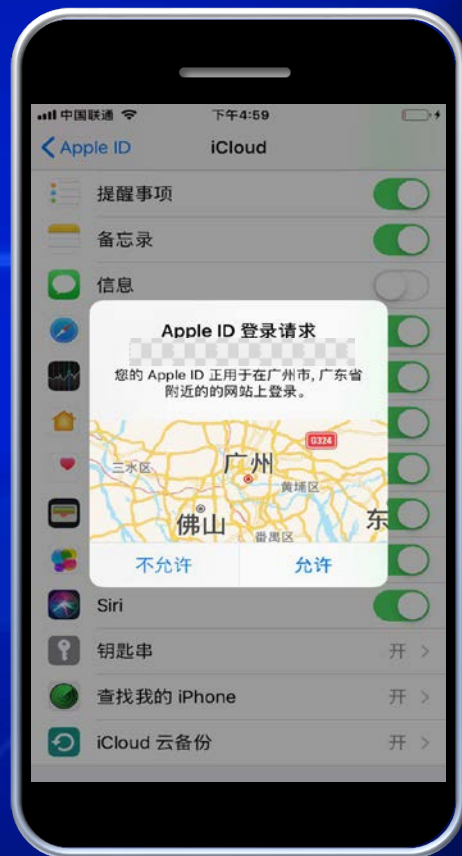 中国联通
下午4:59
Apple ID
iCloud
提醒事项
备忘录
信息
Apple ID 登录请求
您的 Apple ID 正用于在广州市, 广东省
附近的的网站上登录。
G324
三水区
广州
黄埔区
佛山
东
番禺区
不允许
允许
Siri
钥匙串
开
查找我的 iPhone
开
iCloud 云备份
开